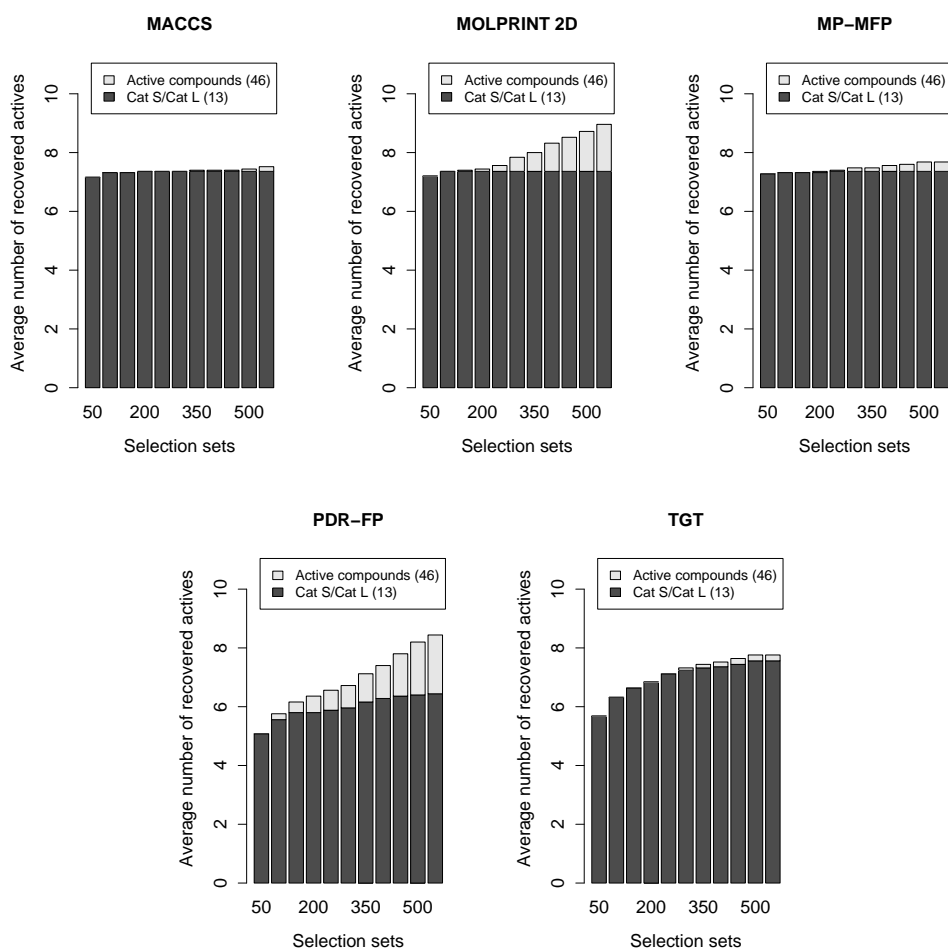 MACCS
Active compounds (46)
Cat S/Cat L (13)
Average number of recovered actives
0 2 4 6 8 10
50 200 350 500
Selection sets
MOLPRINT 2D
Active compounds (46)
Cat S/Cat L (13)
Average number of recovered actives
0 2 4 6 8 10
50 200 350 500
Selection sets
MP−MFP
Active compounds (46)
Cat S/Cat L (13)
Average number of recovered actives
0 2 4 6 8 10
50 200 350 500
Selection sets
PDR−FP
Active compounds (46)
Cat S/Cat L (13)
Average number of recovered actives
0 2 4 6 8 10
50 200 350 500
Selection sets
TGT
Active compounds (46)
Cat S/Cat L (13)
Average number of recovered actives
0 2 4 6 8 10
50 200 350 500
Selection sets